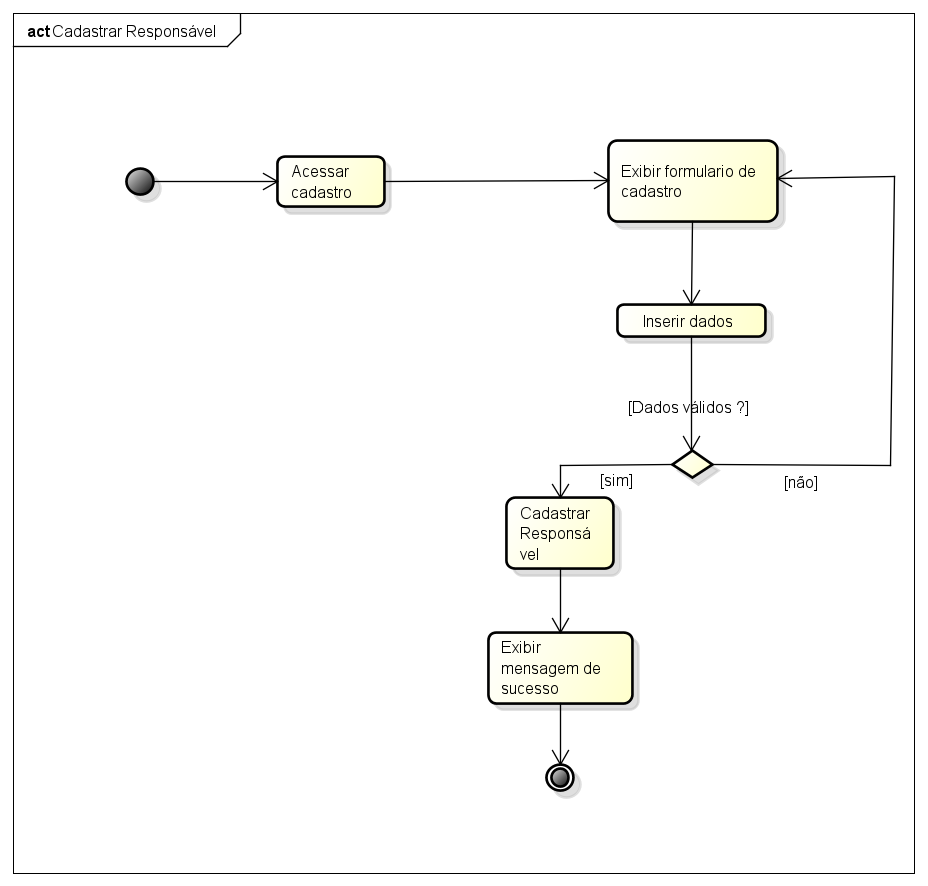 act Cadastrar Responsável
Acessar
cadastro
Exibir formulario de
cadastro
Inserir dados
[Dados válidos ?]
[sim]
[não]
Cadastrar
Responsá
vel
Exibir
mensagem de
sucesso